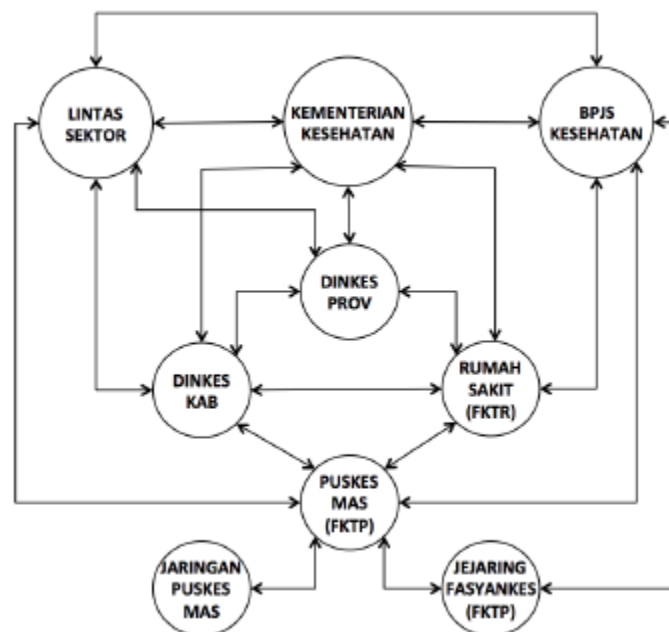 LINTAS
SEKTOR
KEMENTERIAN
KESEHATAN
BPJS
KESEHATAN
DINKES
PROV
DINKES
KAB
RUMAH
SAKIT
(FKTR)
PUSKES
MAS
(FKTP)
JARINGAN
PUSKES
MAS
JEJARING
FASYANKES
(FKTP)